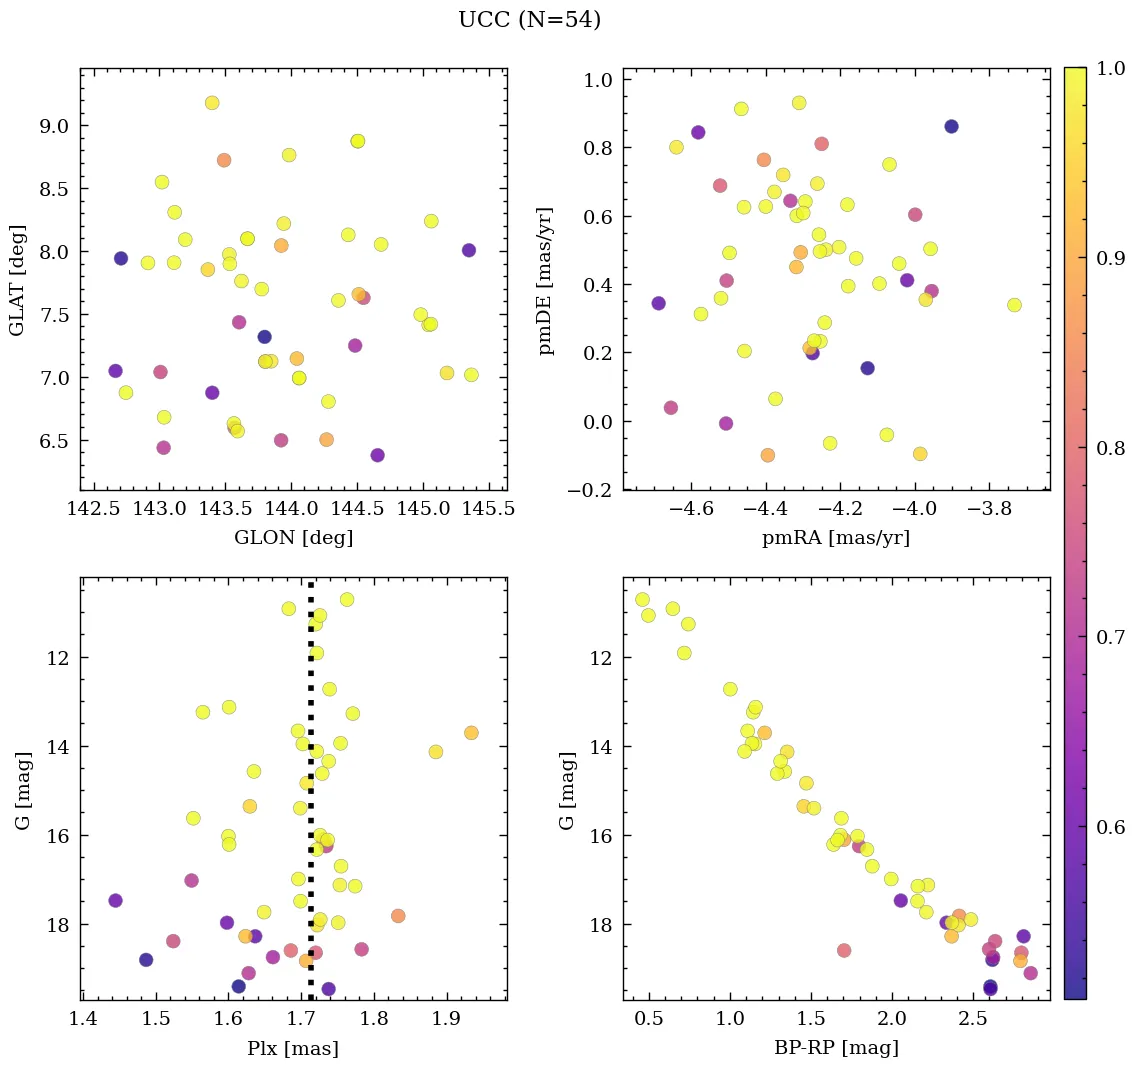 UCC (N=54)
9.0
8.5
8.0
7.5
7.0
6.5
GLAT [deg]
142.5 143.0 143.5 144.0 144.5 145.0 145.5
GLON [deg]
1.0
0.8
0.6
0.4
0.2
0.0
−0.2
pmDE [mas/yr]
−4.6 −4.4 −4.2 −4.0 −3.8
pmRA [mas/yr]
12
14
16
18
G [mag]
1.4 1.5 1.6 1.7 1.8 1.9
Plx [mas]
12
14
16
18
G [mag]
0.5 1.0 1.5 2.0 2.5
BP-RP [mag]
1.0
0.9
0.8
0.7
0.6